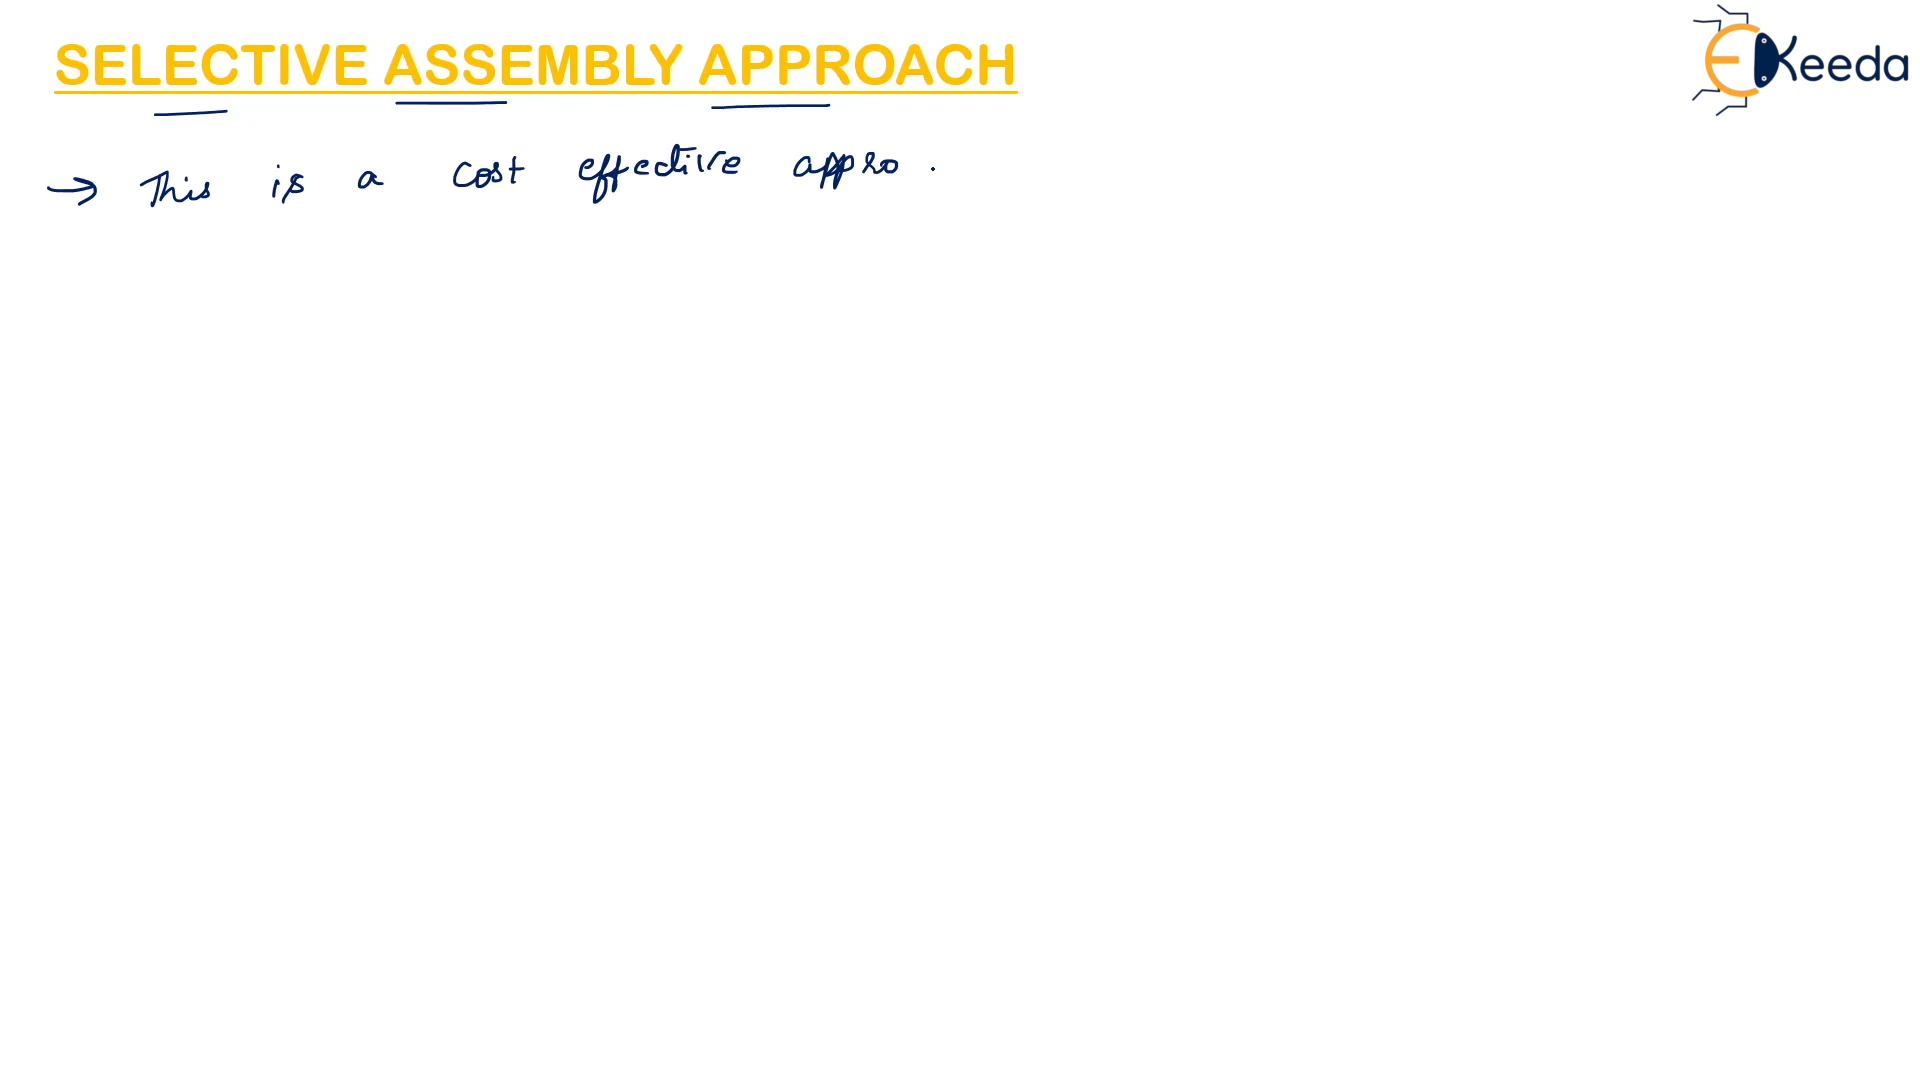 SELECTIVE ASSEMBLY APPROACH
EKeeda
→ This is a cost effective appro